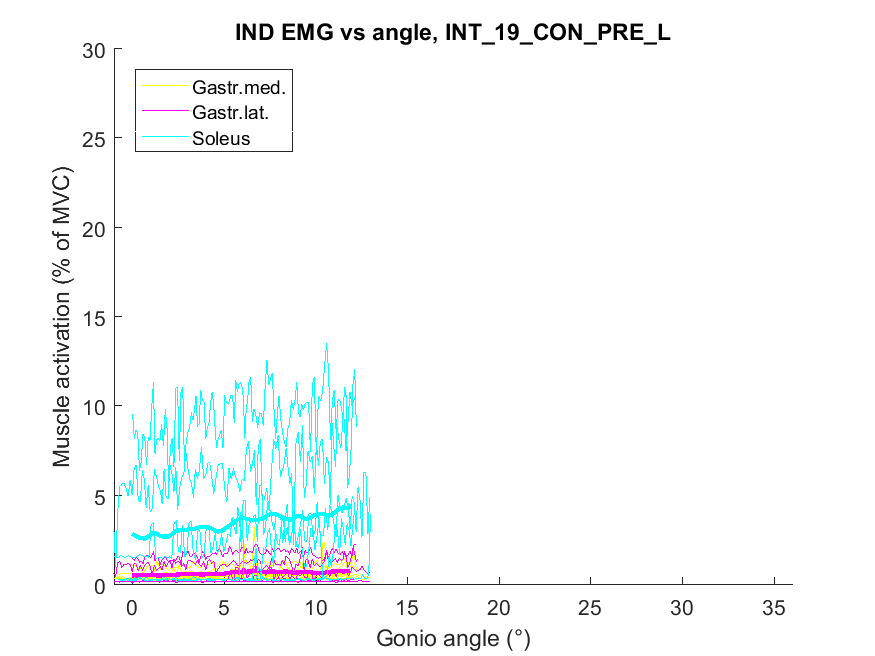 IND EMG vs angle, INT_19_CON_PRE_L
30
25
20
15
10
5
0
Muscle activation (% of MVC)
Gastr.med.
Gastr.lat.
Soleus
0 5 10 15 20 25 30 35
Gonio angle (°)